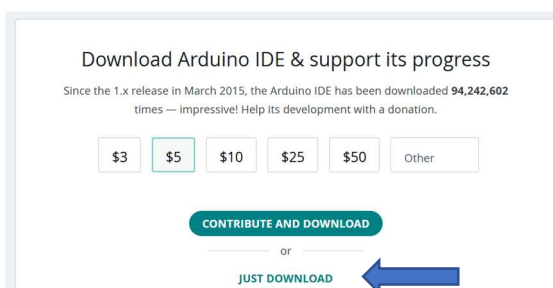 Download Arduino IDE & support its progress
Since the 1.x release in March 2015, the Arduino IDE has been downloaded 94,242,602
times — impressive! Help its development with a donation.
$3 $5 $10 $25 $50 Other
CONTRIBUTE AND DOWNLOAD
or
JUST DOWNLOAD